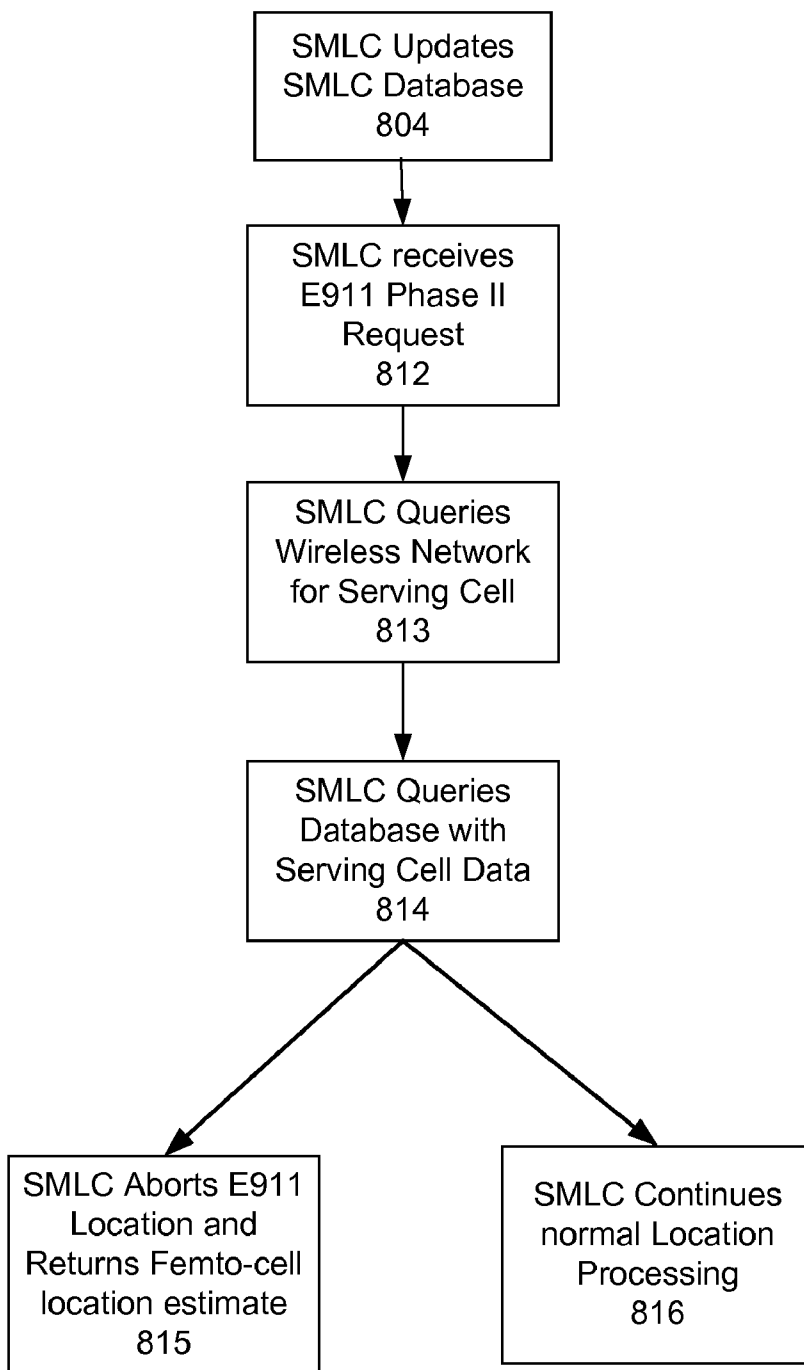 SMLC Updates
SMLC Database
804
SMLC receives
E911 Phase II
Request
812
SMLC Queries
Wireless Network
for Serving Cell
813
SMLC Queries
Database with
Serving Cell Data
814
SMLC Aborts E911
Location and
Returns Femto-cell
location estimate
815
SMLC Continues
normal Location
Processing
816